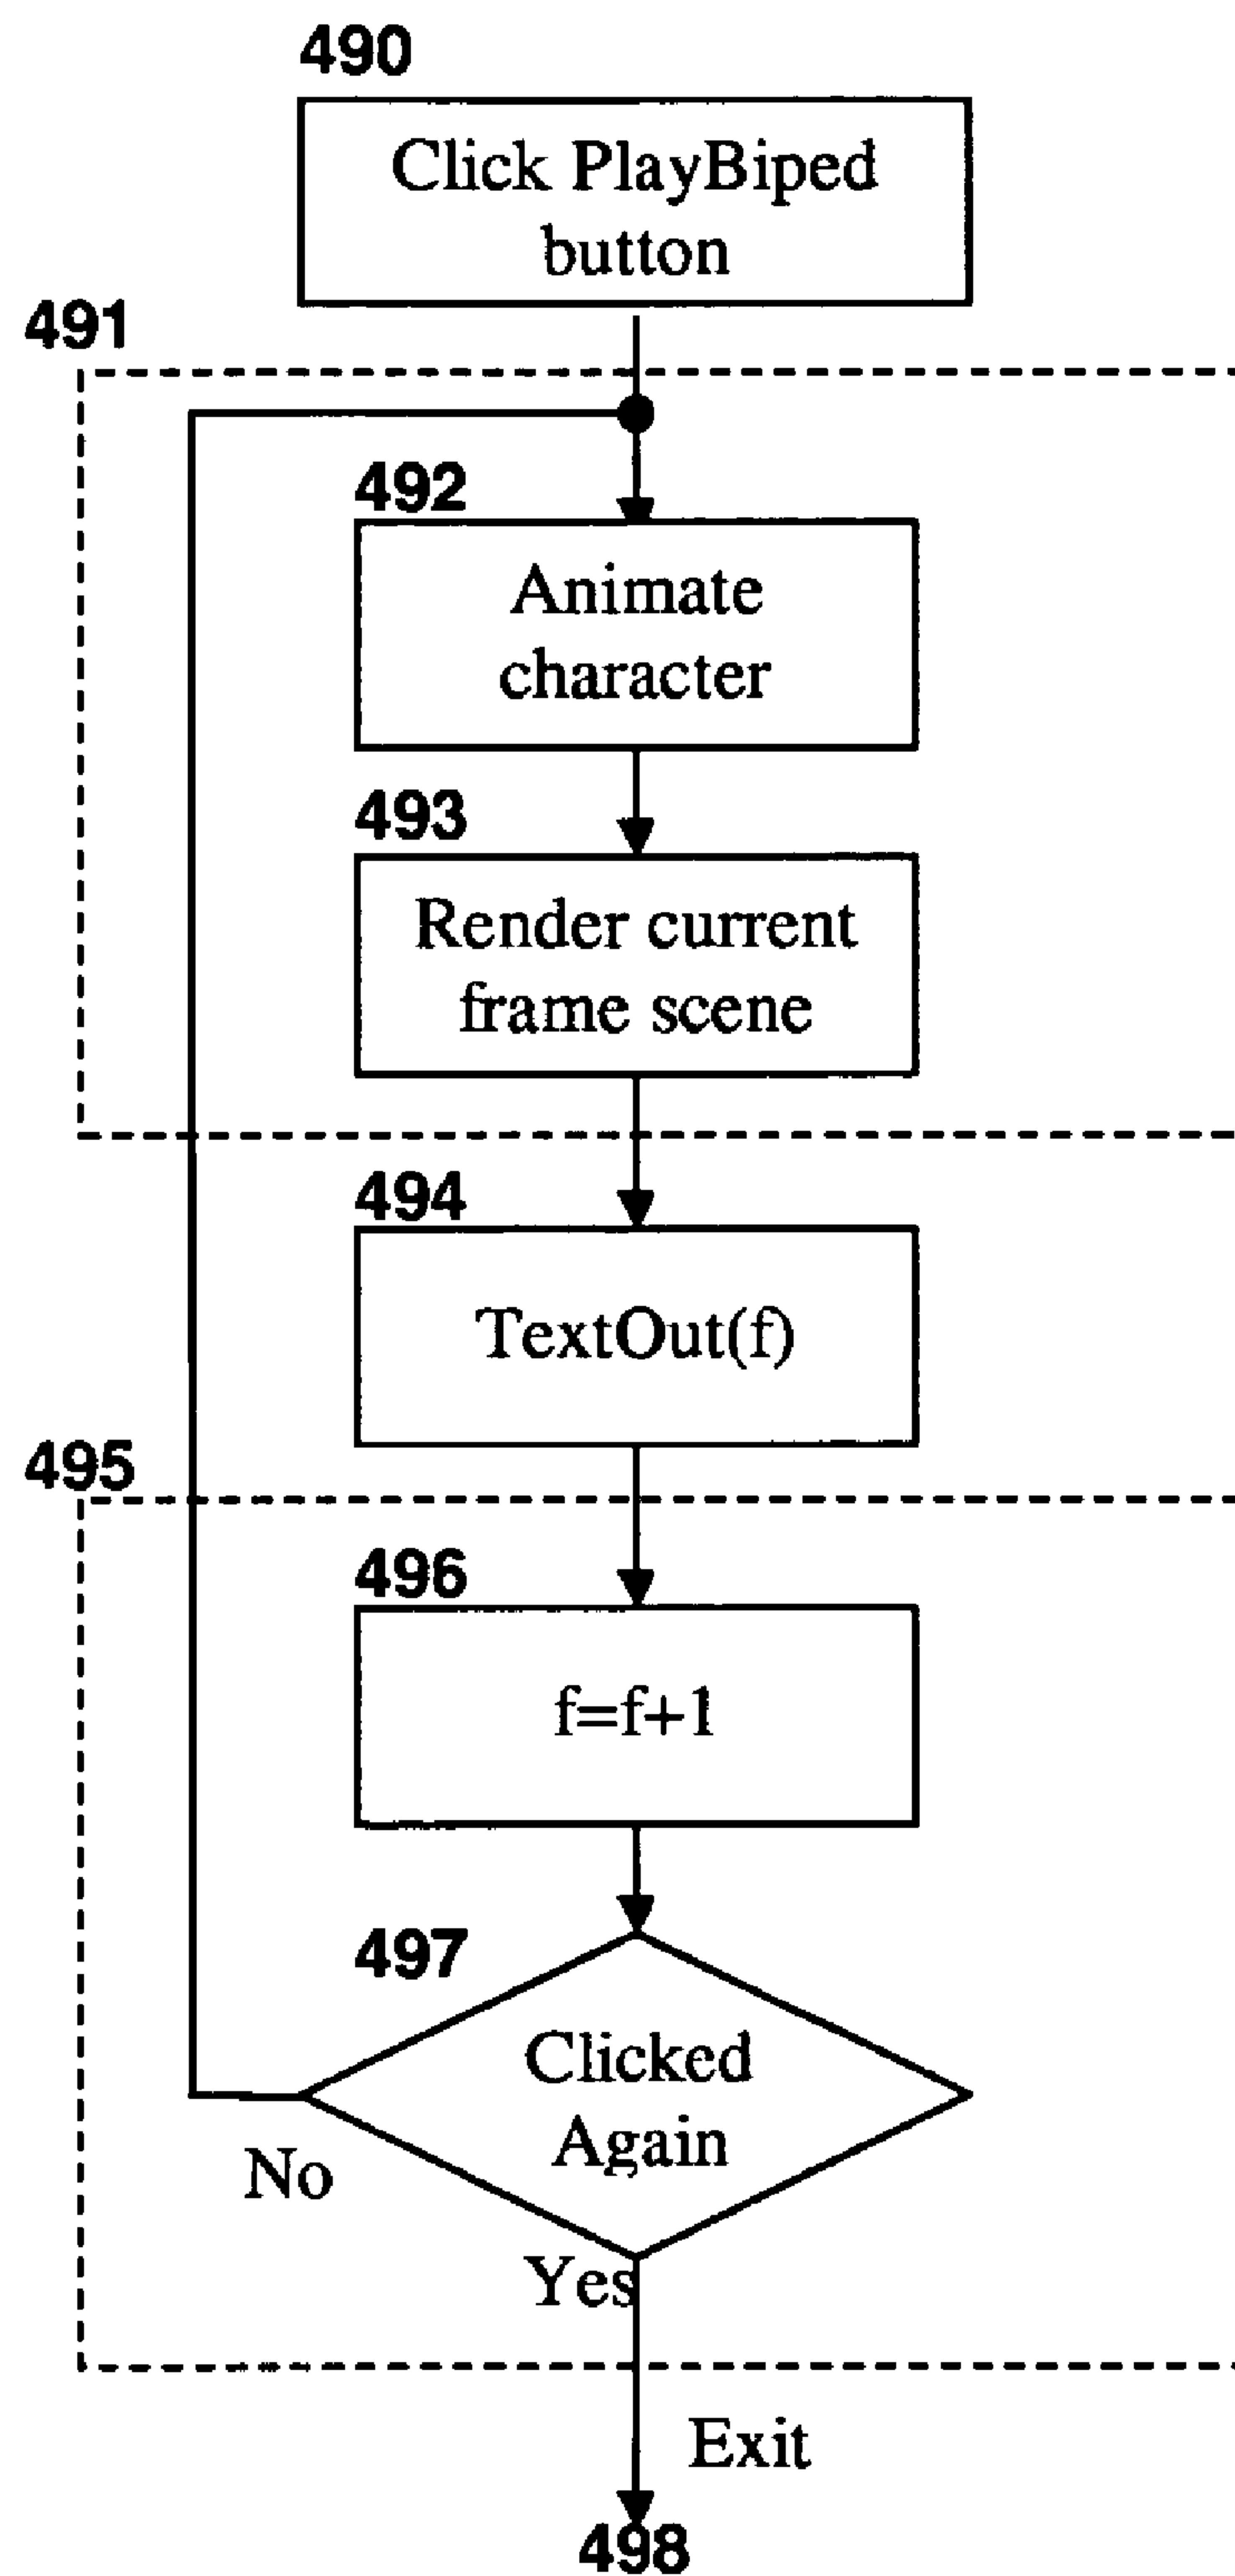 490
Click PlayBiped
button
491
492
Animate
character
493
Render current
frame scene
494
TextOut(f)
495
496
f=f+1
497
Clicked
Again
No
Yes
Exit
498